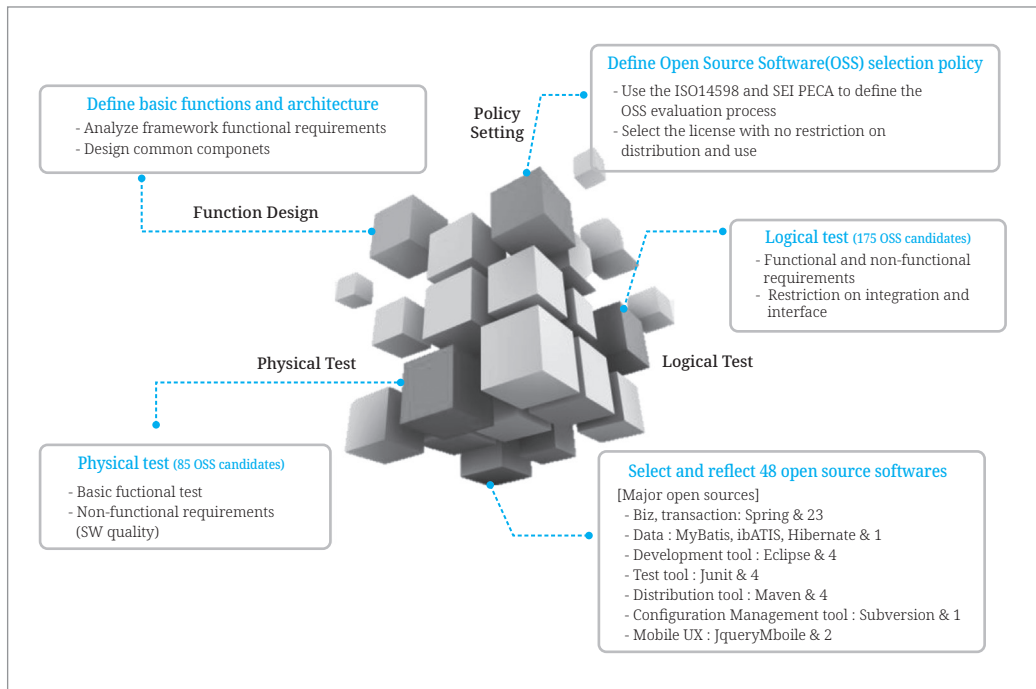 Define basic functions and architecture
- Analyze framework functional requirements
- Design common componets
Function Design
Policy
Setting
Define Open Source Software(OSS) selection policy
- Use the ISO14598 and SEI PECA to define the
OSS evaluation process
- Select the license with no restriction on
distribution and use
Logical test (175 OSS candidates)
- Functional and non-functional
requirements
- Restriction on integration and
interface
Logical Test
Physical Test
Physical test (85 OSS candidates)
- Basic fuctional test
- Non-functional requirements
(SW quality)
Select and reflect 48 open source softwares
[Major open sources]
- Biz, transaction: Spring & 23
- Data : MyBatis, ibATIS, Hibernate & 1
- Development tool : Eclipse & 4
- Test tool : Junit & 4
- Distribution tool : Maven & 4
- Configuration Management tool : Subversion & 1
- Mobile UX : JqueryMboile & 2